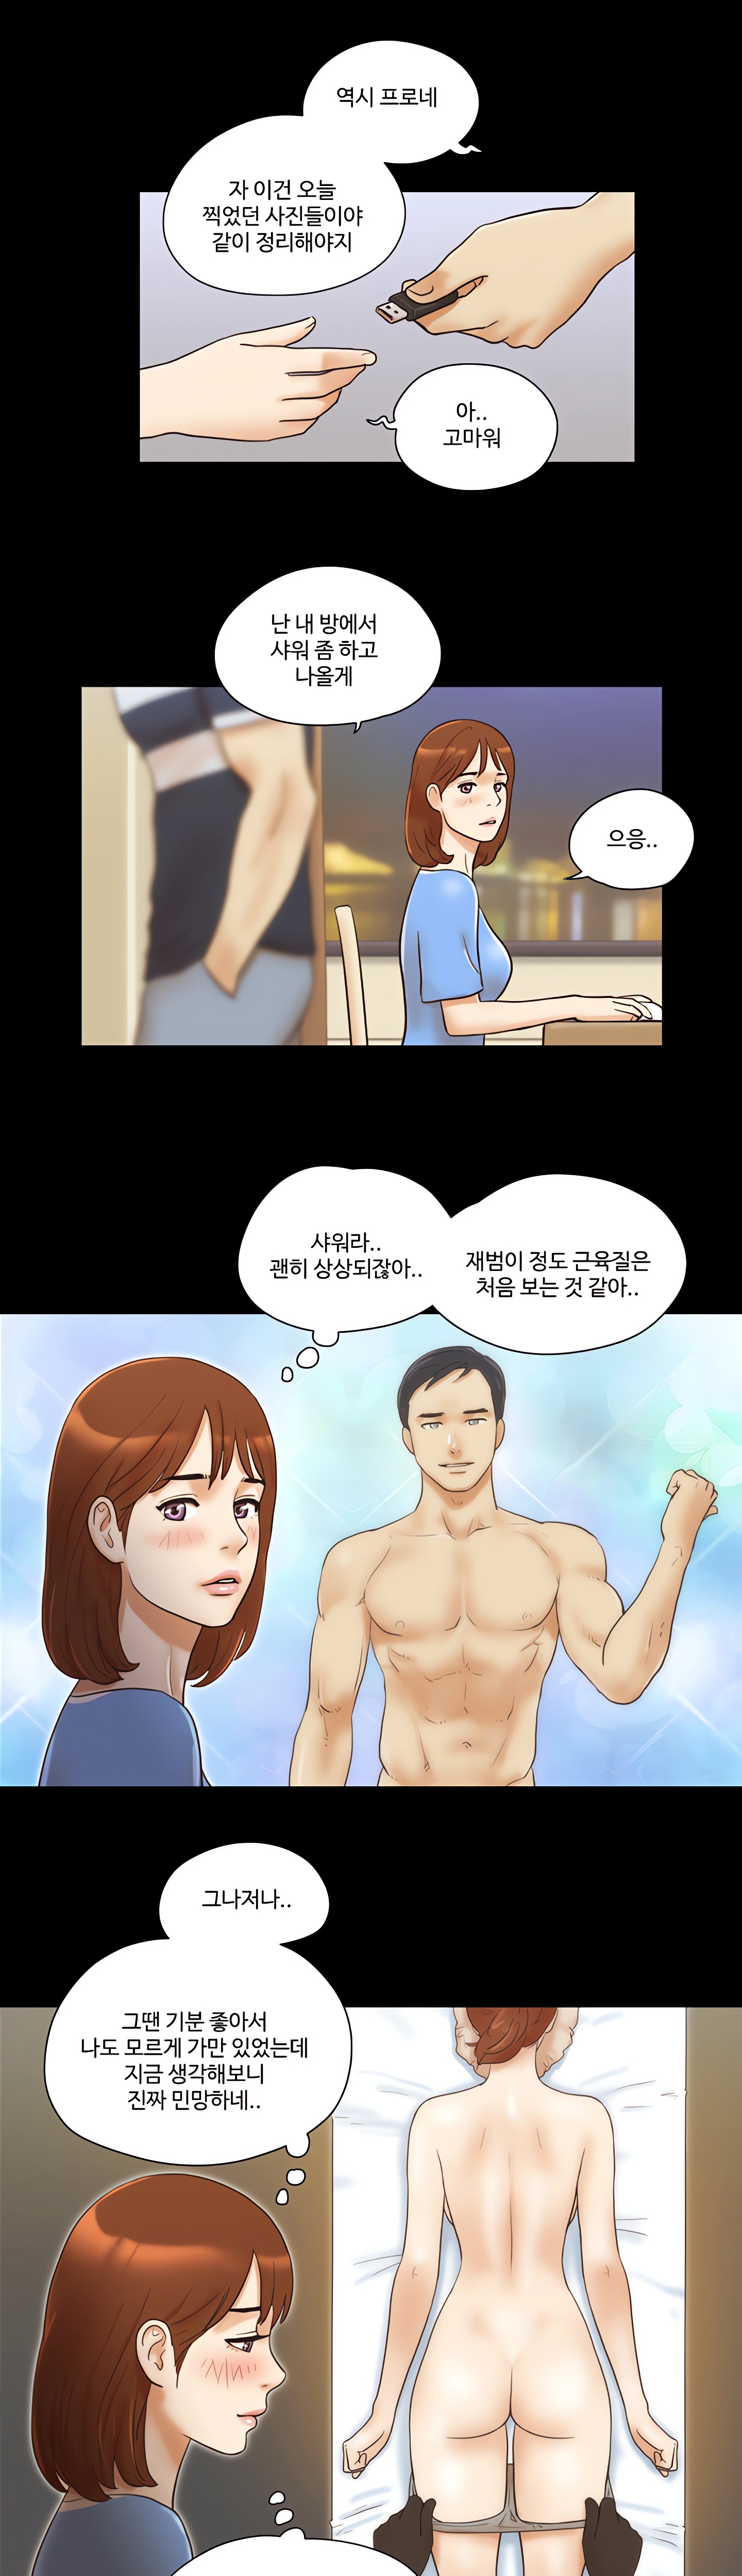 역시 프로네
자 이건 오늘
찍었던 사진들이야
같이 정리해야지
아..
고마워
난 내 방에서
샤워 좀 하고
나올게
으응..
샤워라..
괜히 상상되잖아..
재범이 정도 근육질은
처음 보는 것 같아..
그나저나..
그땐 기분 좋아서
나도 모르게 가만 있었는데
지금 생각해보니
진짜 민망하네..